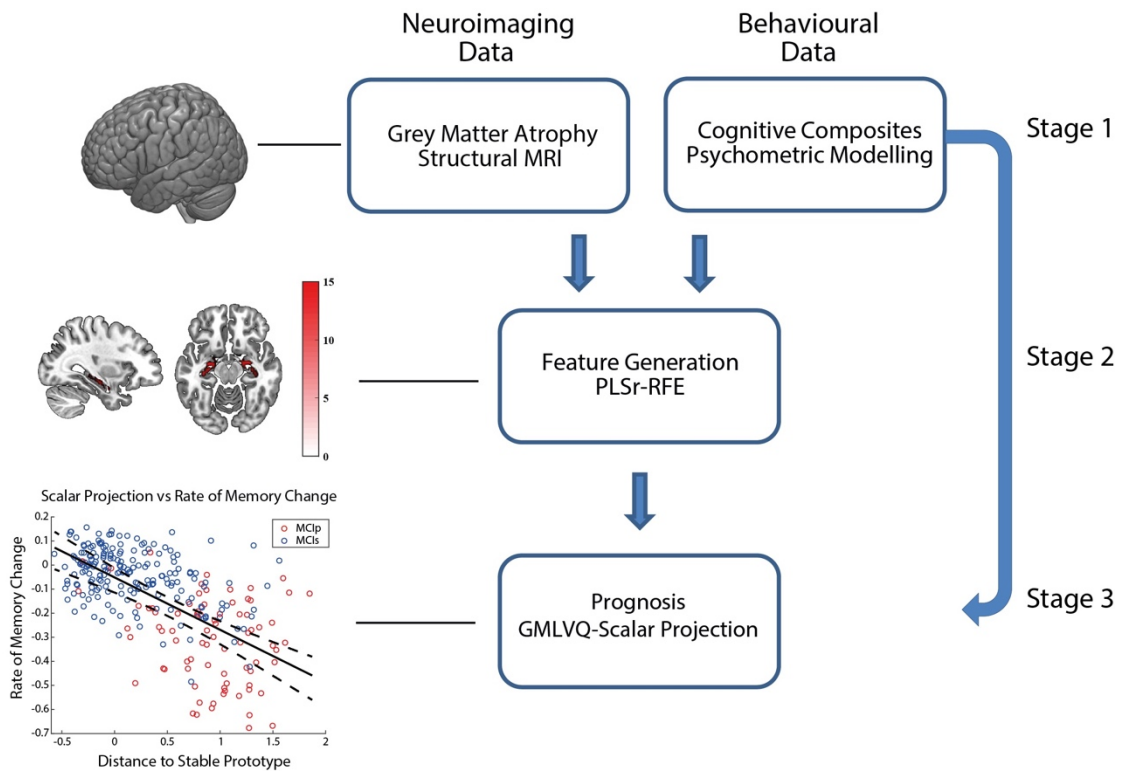 Neuroimaging
Data
Behavioural
Data
Grey Matter Atrophy
Structural MRI
Cognitive Composites
Psychometric Modelling
Stage 1
15
10
5
0
Feature Generation
PLSr-RFE
Stage 2
Scalar Projection vs Rate of Memory Change
MCIp
MCIs
0.2
0.1
0
-0.1
-0.2
-0.3
-0.4
-0.5
-0.6
-0.7
Rate of Memory Change
-0.5
0
0.5
1
1.5
2
Distance to Stable Prototype
Prognosis
GMLVQ-Scalar Projection
Stage 3